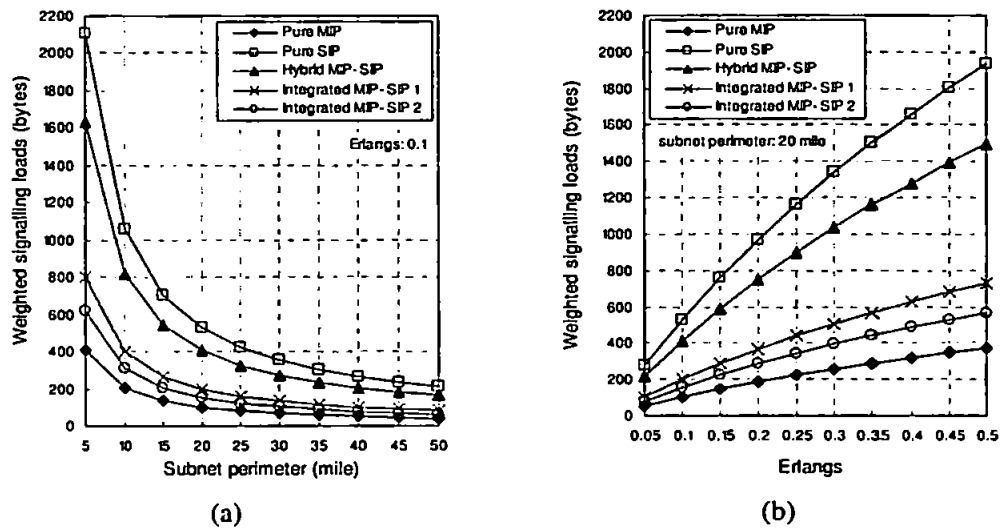 2200
2000
1800
1600
1400
1200
1000
800
600
400
200
0
Weighted signalling loads (bytes)
Pure MIP
Pure SIP
Hybrid MIP-SIP
Integrated MIP-SIP 1
Integrated MIP-SIP 2
Erlangs: 0.1
5 10 15 20 25 30 35 40 45 50
Subnet perimeter (mile)
(a)
2200
2000
1800
1600
1400
1200
1000
800
600
400
200
0
Weighted signalling loads (bytes)
Pure MIP
Pure SIP
Hybrid MIP-SIP
Integrated MIP-SIP 1
Integrated MIP-SIP 2
subnet perimeter: 20 mile
0.05 0.1 0.15 0.2 0.25 0.3 0.35 0.4 0.45 0.5
Erlangs
(b)